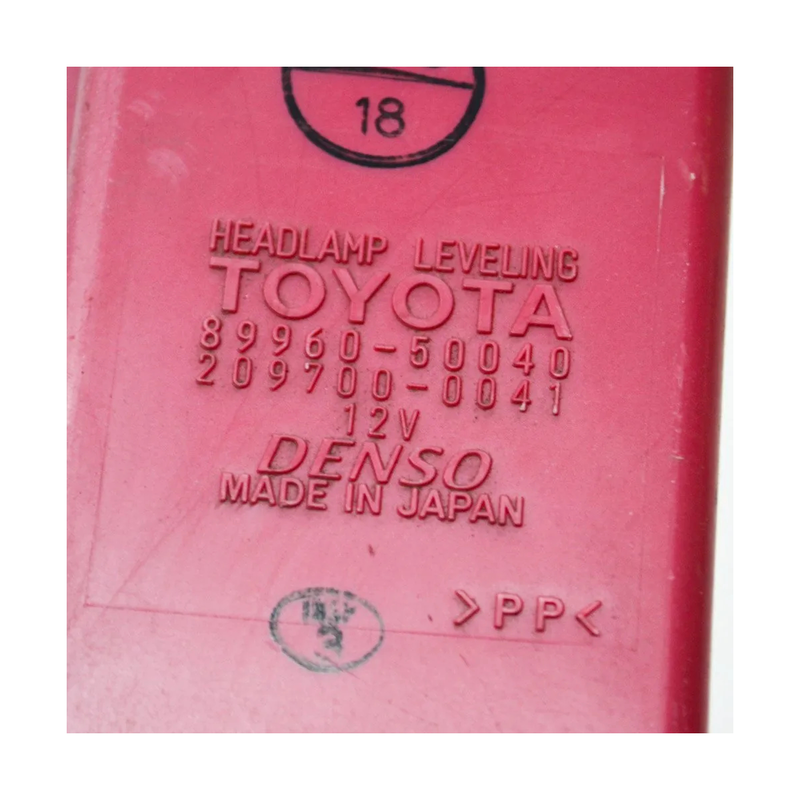 18
HEADLAMP LEVELING
TOYOTA
89960-50040
209700-0041
12V
DENSO
MADE IN JAPAN
>PP<